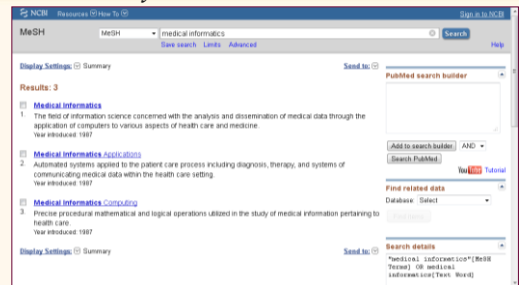 NCBI Resources How To Sign in to NCBI
MeSH MeSH medical informatics Search
Save search Limits Advanced Help
Display Settings: Summary Send to:
Results: 3
Medical Informatics
1. The field of information science concerned with the analysis and dissemination of medical data through the
application of computers to various aspects of health care and medicine.
Year introduced: 1987
Medical Informatics Applications
2. Automated systems applied to the patient care process including diagnosis, therapy, and systems of
communicating medical data within the health care setting.
Year introduced: 1987
Medical Informatics Computing
3. Precise procedural mathematical and logical operations utilized in the study of medical information pertaining to
health care.
Year introduced: 1987
Display Settings: Summary Send to:
PubMed search builder
Add to search builder AND
Search PubMed
YouTube Tutorial
Find related data
Database: Select
Search details
"medical informatics"[MeSH
Terms] OR medical
informatics[Text Word]